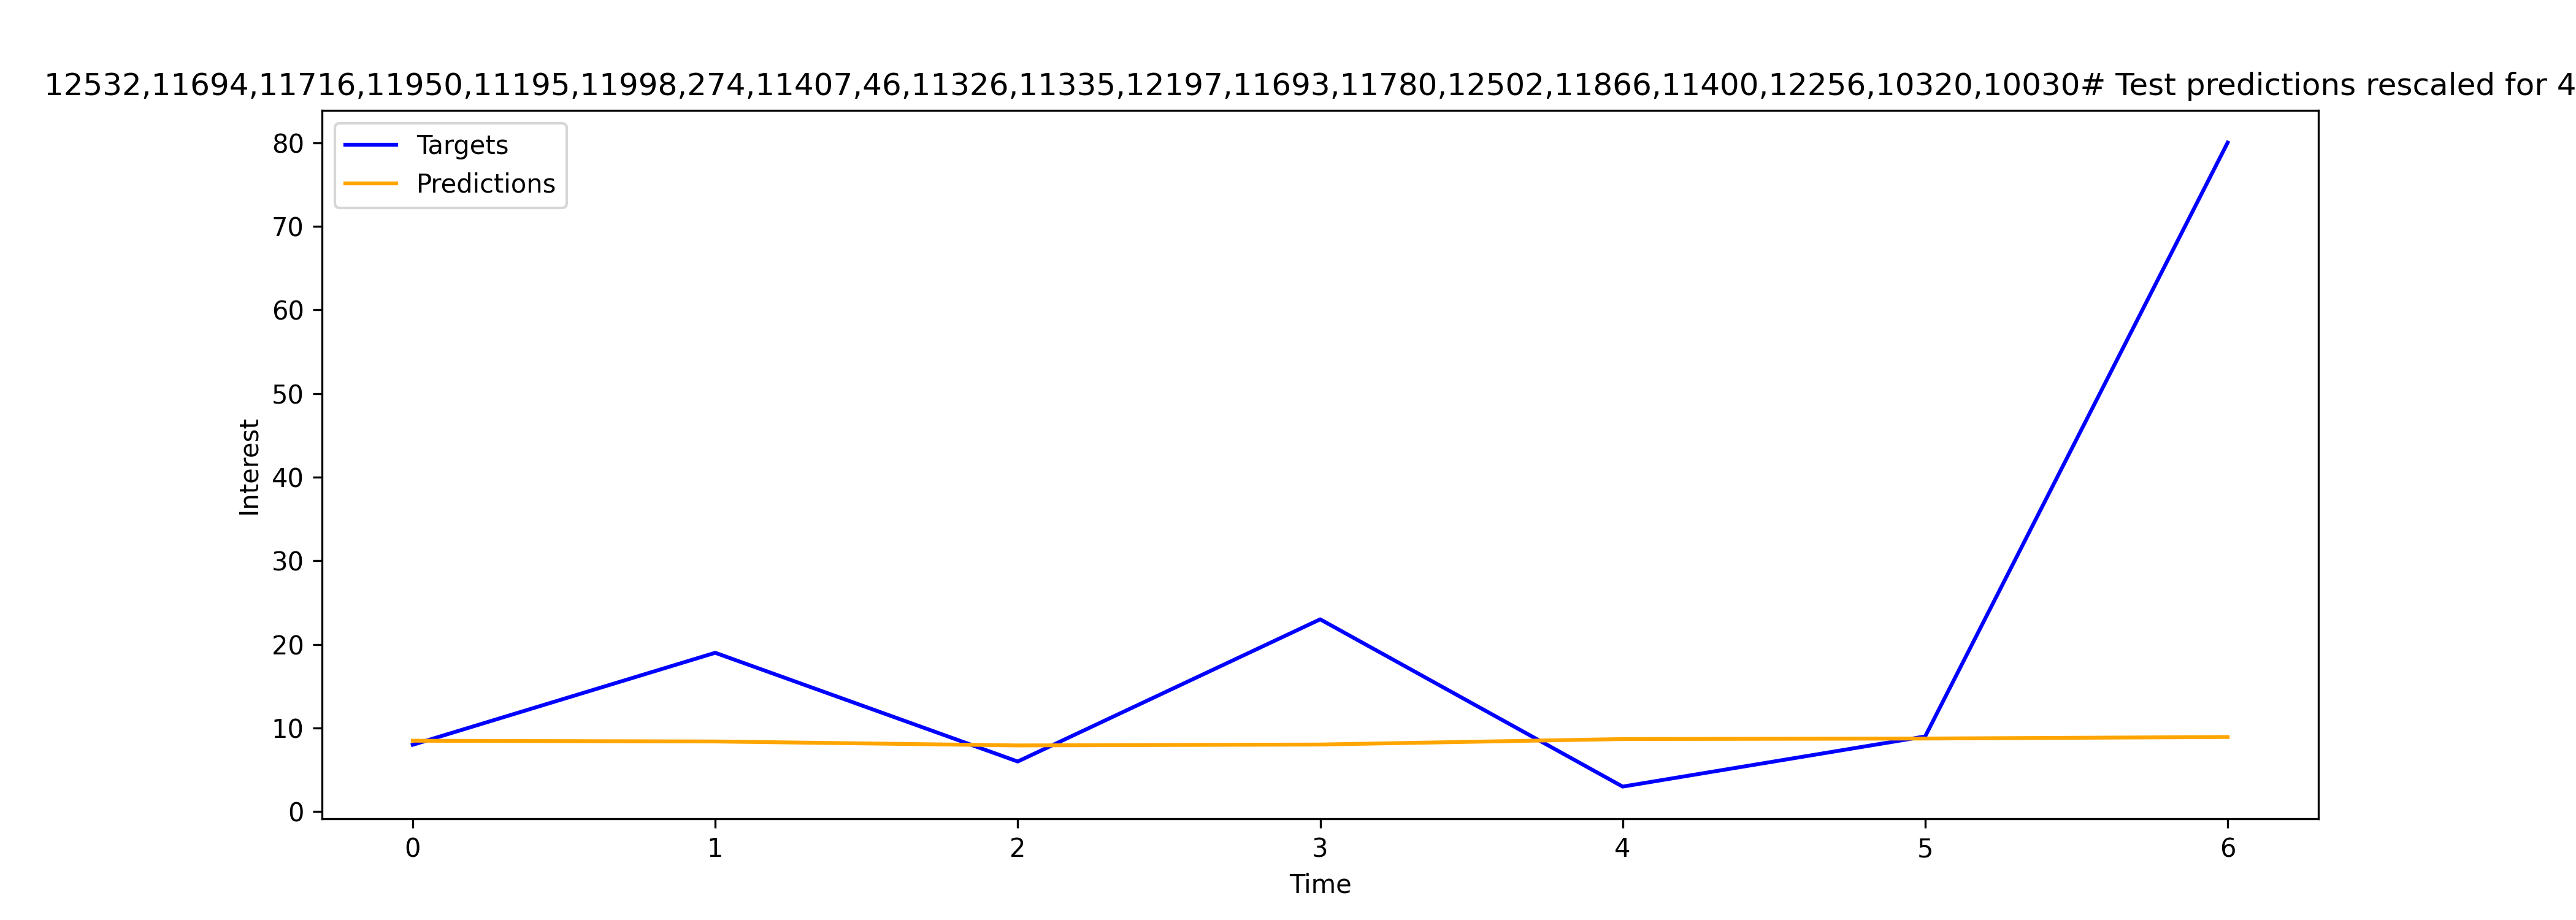 12532,11694,11716,11950,11195,11998,274,11407,46,11326,11335,12197,11693,11780,12502,11866,11400,12256,10320,10030# Test predictions rescaled for 4
Targets
Predictions
80
70
60
50
40
30
20
10
0
Interest
0 1 2 3 4 5 6
Time